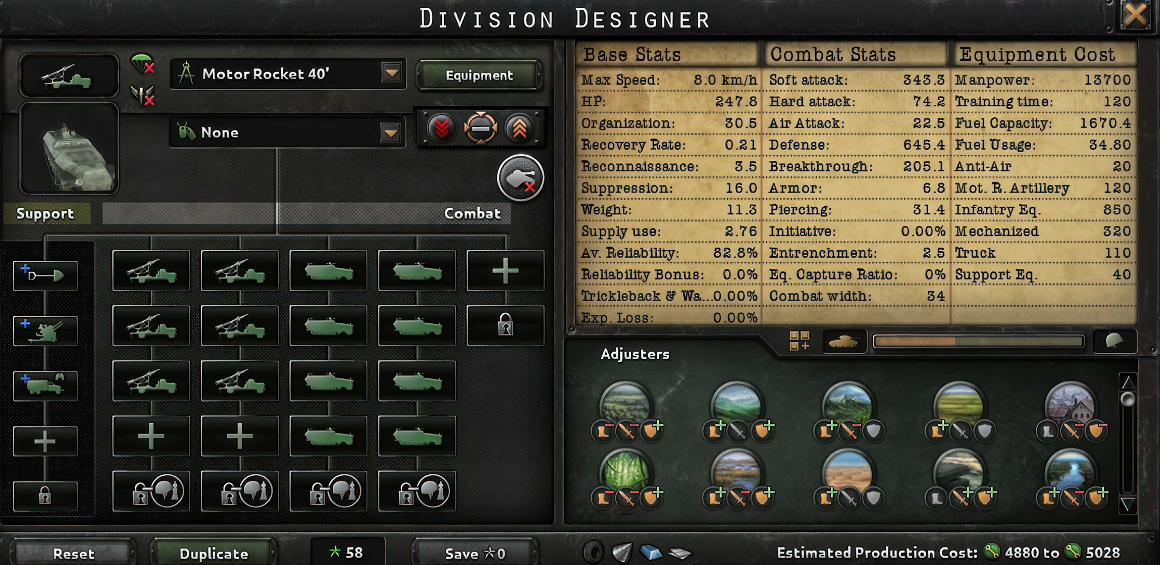 Division Designer
Motor Rocket 40'
Equipment
None
Support
Combat
Base Stats
Max Speed: 8.0 km/h
HP: 247.8
Organization: 30.5
Recovery Rate: 0.21
Reconnaissance: 3.5
Suppression: 16.0
Weight: 11.3
Supply use: 2.76
Av. Reliability: 82.8%
Reliability Bonus: 0.0%
Trickleback & Wa...0.00%
Exp. Loss: 0.00%
Combat Stats
Soft attack: 343.3
Hard attack: 74.2
Air Attack: 22.5
Defense: 645.4
Breakthrough: 205.1
Armor: 6.8
Piercing: 31.4
Initiative: 0.00%
Entrenchment: 2.5
Eq. Capture Ratio: 0%
Combat width: 34
Equipment Cost
Manpower: 13700
Training time: 120
Fuel Capacity: 1670.4
Fuel Usage: 34.80
Anti-Air 20
Mot. R. Artillery 120
Infantry Eq. 850
Mechanized 320
Truck 110
Support Eq. 40
Adjusters
Reset
Duplicate
58
Save 0
Estimated Production Cost: 4880 to 5028